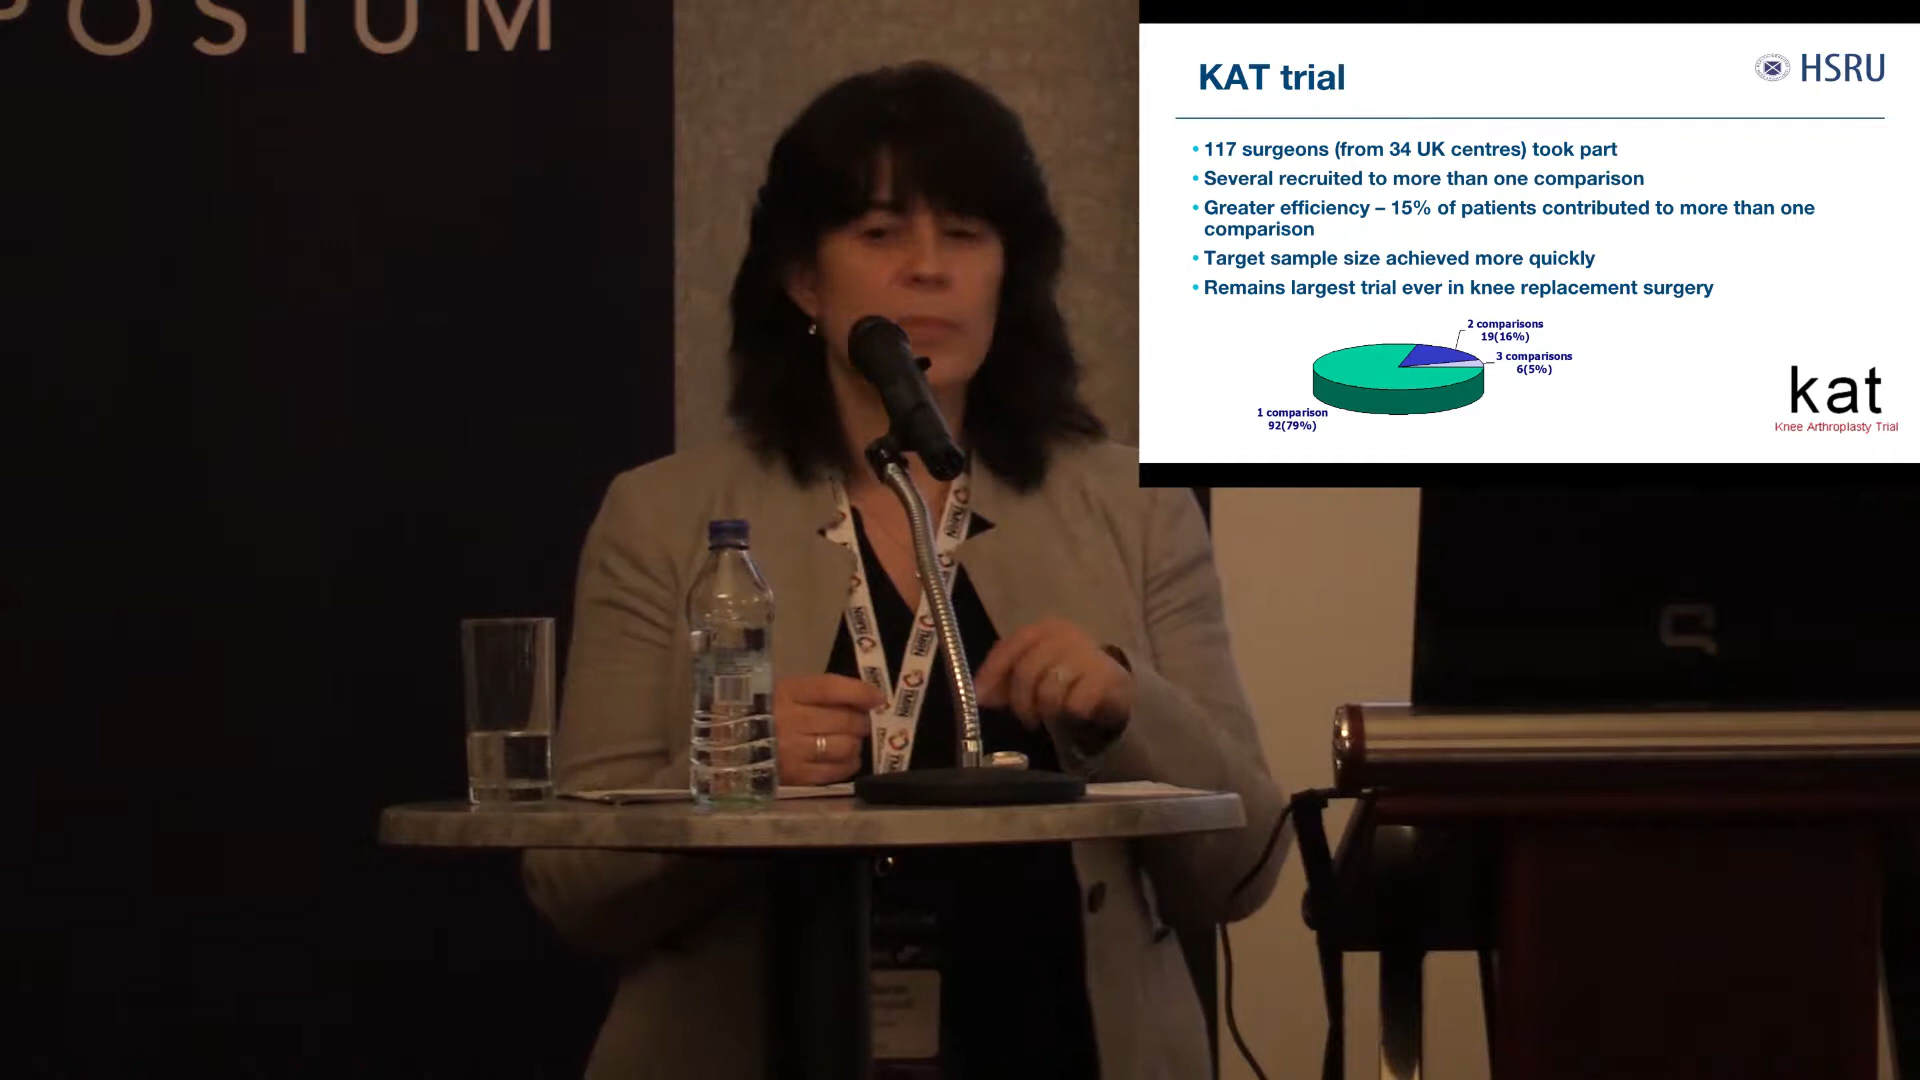 POSIUM
KAT trial
HSRU
• 117 surgeons (from 34 UK centres) took part
• Several recruited to more than one comparison
• Greater efficiency – 15% of patients contributed to more than one
comparison
• Target sample size achieved more quickly
• Remains largest trial ever in knee replacement surgery
2 comparisons
19(16%)
3 comparisons
6(5%)
1 comparison
92(79%)
kat
Knee Arthroplasty Trial